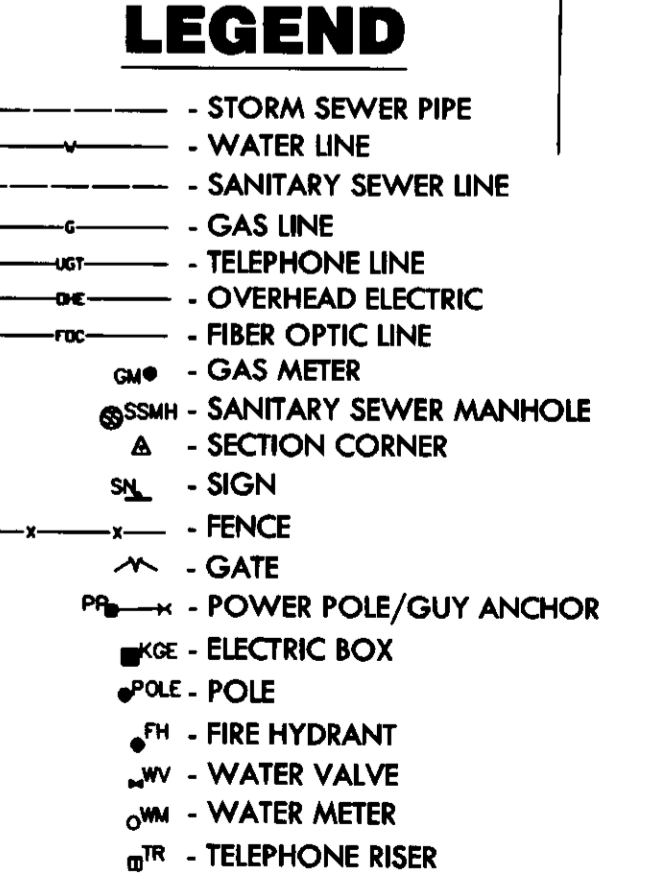 LEGEND
- STORM SEWER PIPE
W - WATER LINE
- SANITARY SEWER LINE
G - GAS LINE
UGT - TELEPHONE LINE
OHE - OVERHEAD ELECTRIC
FOC - FIBER OPTIC LINE
GM - GAS METER
SSMH - SANITARY SEWER MANHOLE
- SECTION CORNER
SN - SIGN
x x - FENCE
- GATE
PP - POWER POLE/GUY ANCHOR
KGE - ELECTRIC BOX
POLE - POLE
FH - FIRE HYDRANT
WV - WATER VALVE
WM - WATER METER
TR - TELEPHONE RISER